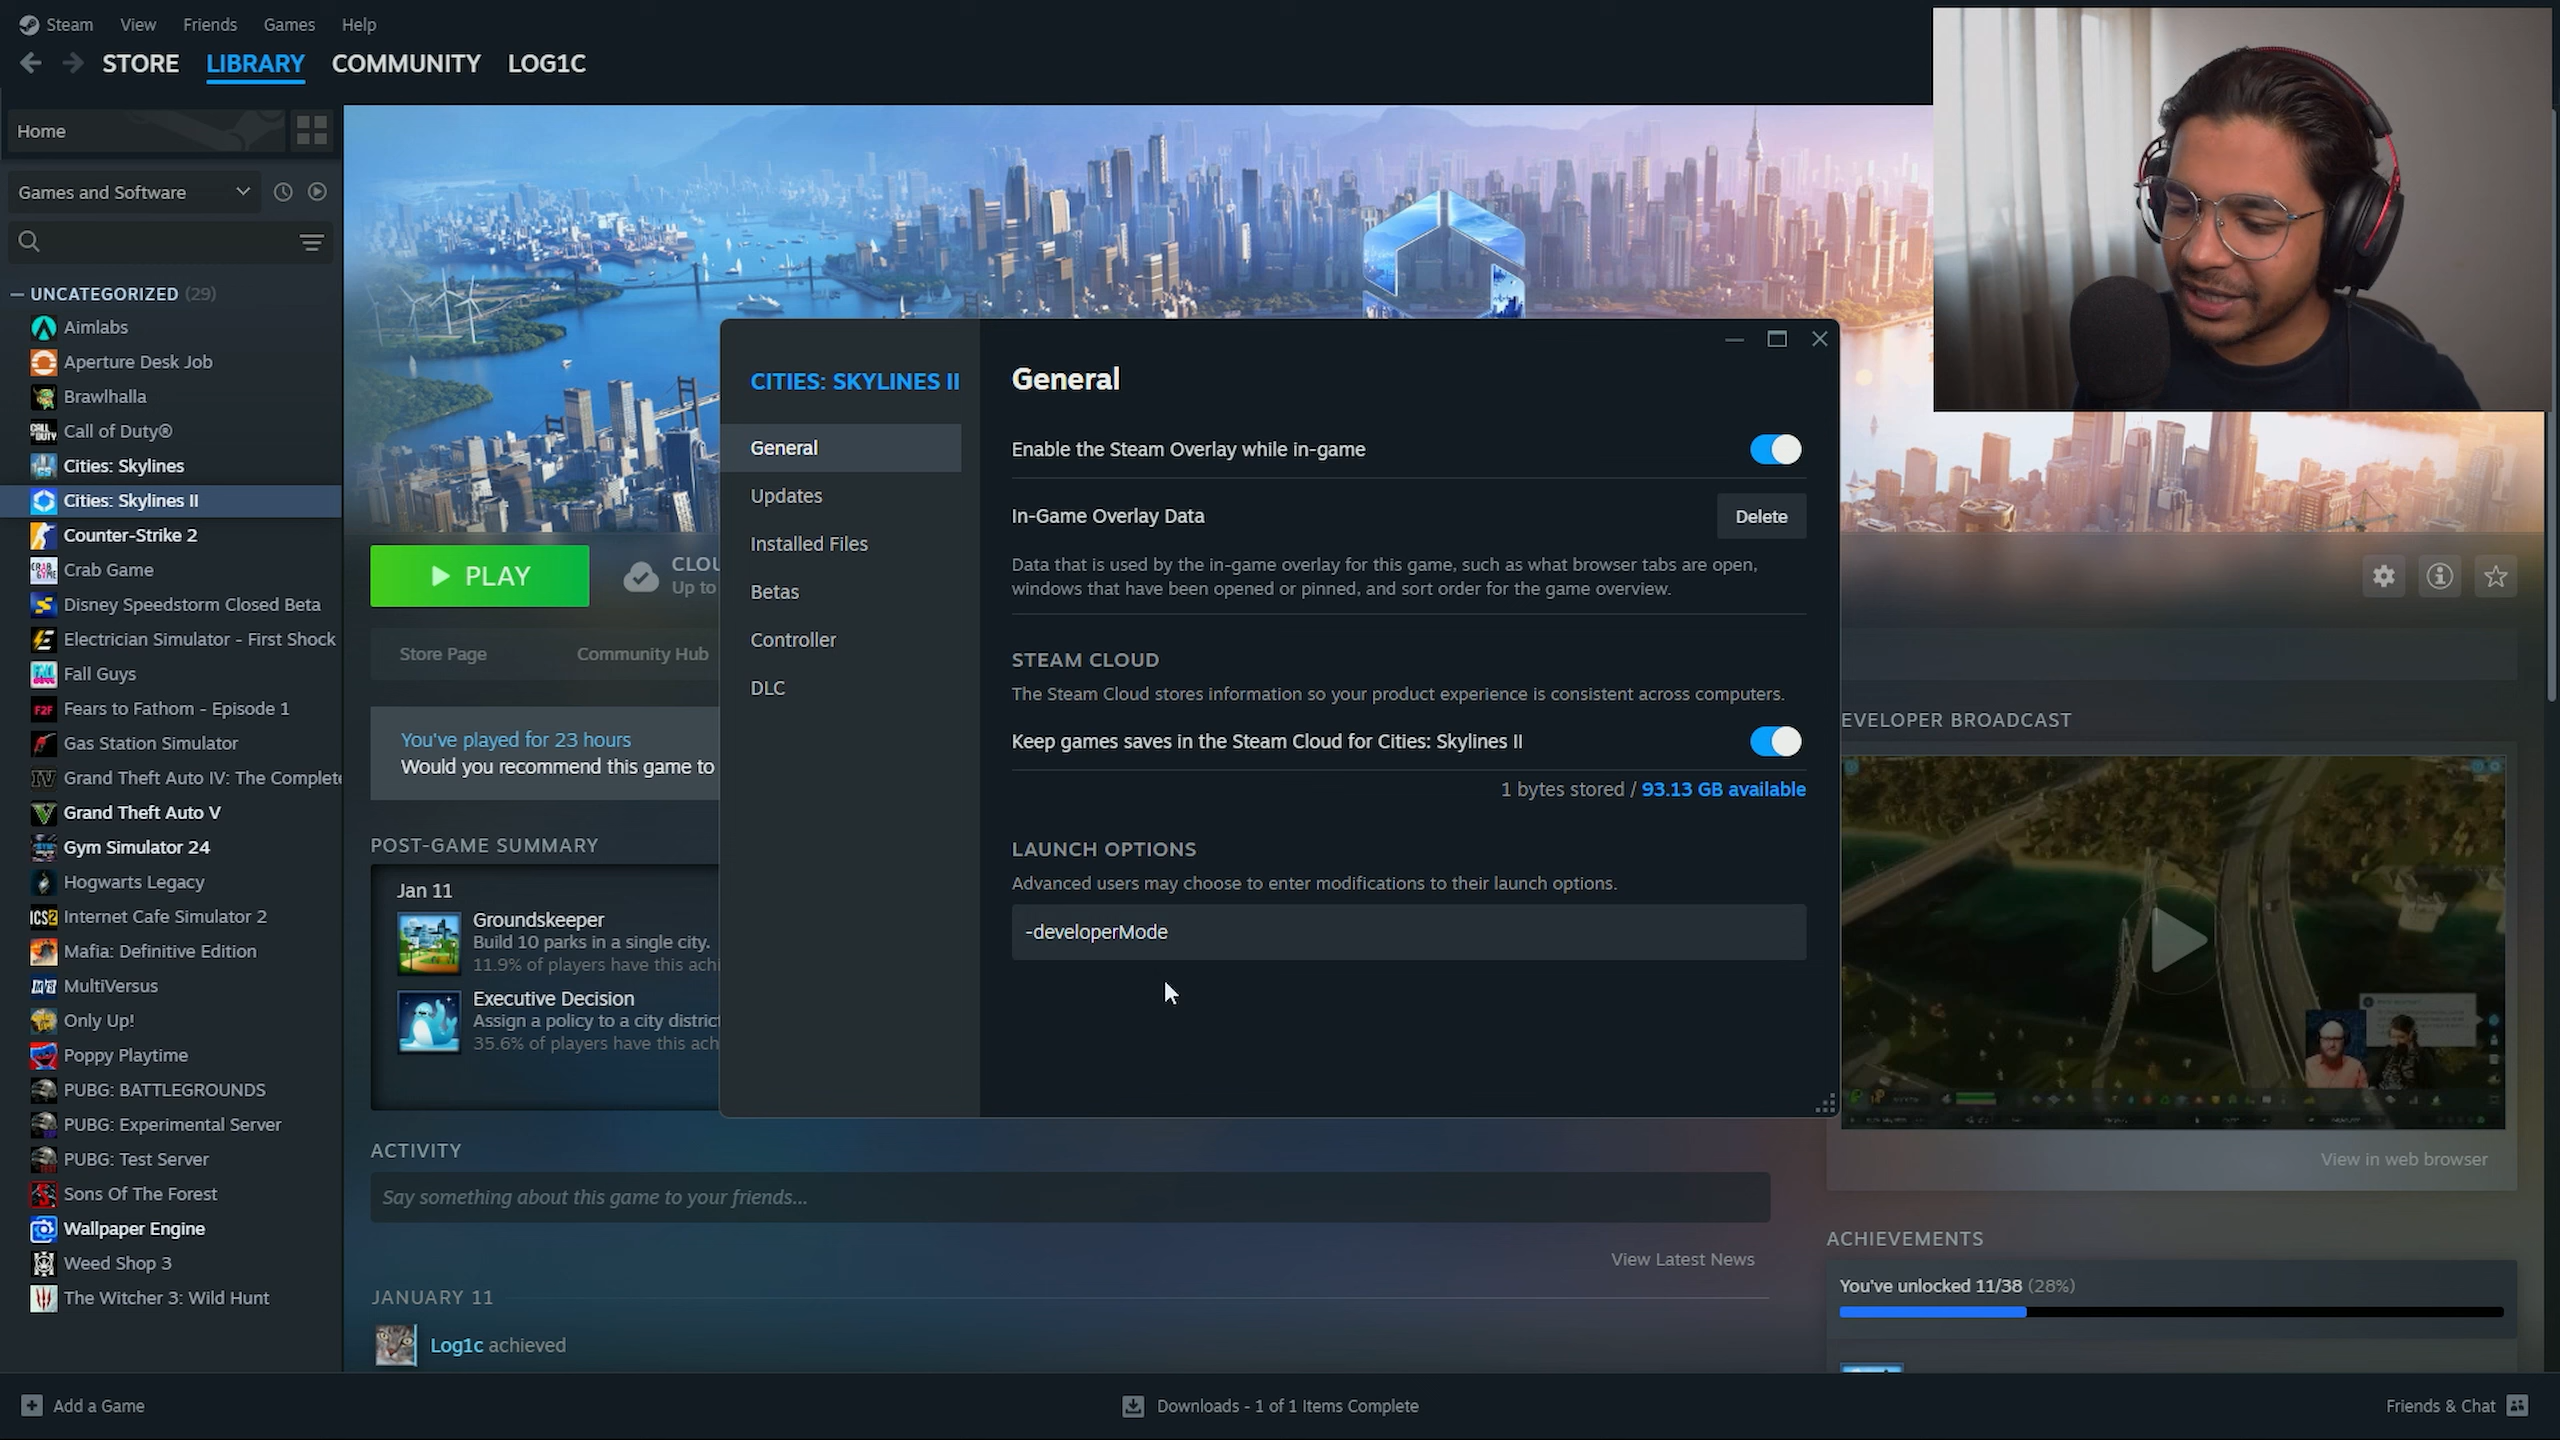 Steam View Friends Games Help
STORE LIBRARY COMMUNITY LOG1C
Home
Games and Software
UNCATEGORIZED (29)
Aimlabs
Aperture Desk Job
Brawlhalla
Call of Duty®
Cities: Skylines
Cities: Skylines II
Counter-Strike 2
Crab Game
Disney Speedstorm Closed Beta
Electrician Simulator - First Shock
Fall Guys
Fears to Fathom - Episode 1
Gas Station Simulator
Grand Theft Auto IV: The Complete
Grand Theft Auto V
Gym Simulator 24
Hogwarts Legacy
Internet Cafe Simulator 2
Mafia: Definitive Edition
MultiVersus
Only Up!
Poppy Playtime
PUBG: BATTLEGROUNDS
PUBG: Experimental Server
PUBG: Test Server
Sons Of The Forest
Wallpaper Engine
Weed Shop 3
The Witcher 3: Wild Hunt
PLAY
CLOU
Up to
Store Page Community Hub
You've played for 23 hours
Would you recommend this game to
POST-GAME SUMMARY
Jan 11
Groundskeeper
Build 10 parks in a single city.
11.9% of players have this achi
Executive Decision
Assign a policy to a city district
35.6% of players have this ach
ACTIVITY
Say something about this game to your friends...
View Latest News
JANUARY 11
Log1c achieved
CITIES: SKYLINES II
General
Updates
Installed Files
Betas
Controller
DLC
General
Enable the Steam Overlay while in-game
In-Game Overlay Data
Delete
Data that is used by the in-game overlay for this game, such as what browser tabs are open,
windows that have been opened or pinned, and sort order for the game overview.
STEAM CLOUD
The Steam Cloud stores information so your product experience is consistent across computers.
Keep games saves in the Steam Cloud for Cities: Skylines II
1 bytes stored / 93.13 GB available
LAUNCH OPTIONS
Advanced users may choose to enter modifications to their launch options.
-developerMode
EVELOPER BROADCAST
View in web browser
ACHIEVEMENTS
You've unlocked 11/38 (28%)
Add a Game
Downloads - 1 of 1 Items Complete
Friends & Chat